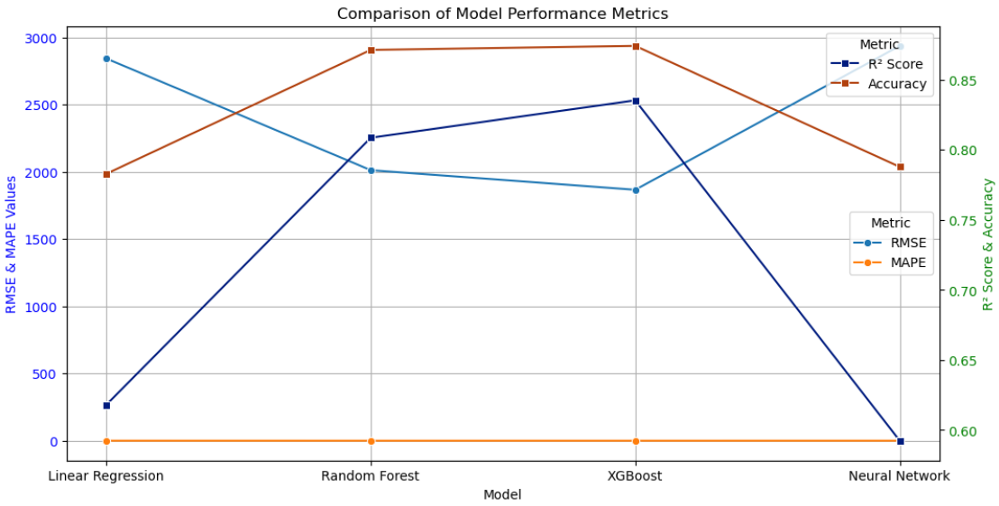 Comparison of Model Performance Metrics
3000
2500
2000
1500
1000
500
0
RMSE & MAPE Values
Metric
R² Score
Accuracy
Metric
RMSE
MAPE
0.85
0.80
0.75
0.70
0.65
0.60
R² Score & Accuracy
Linear Regression
Random Forest
XGBoost
Neural Network
Model